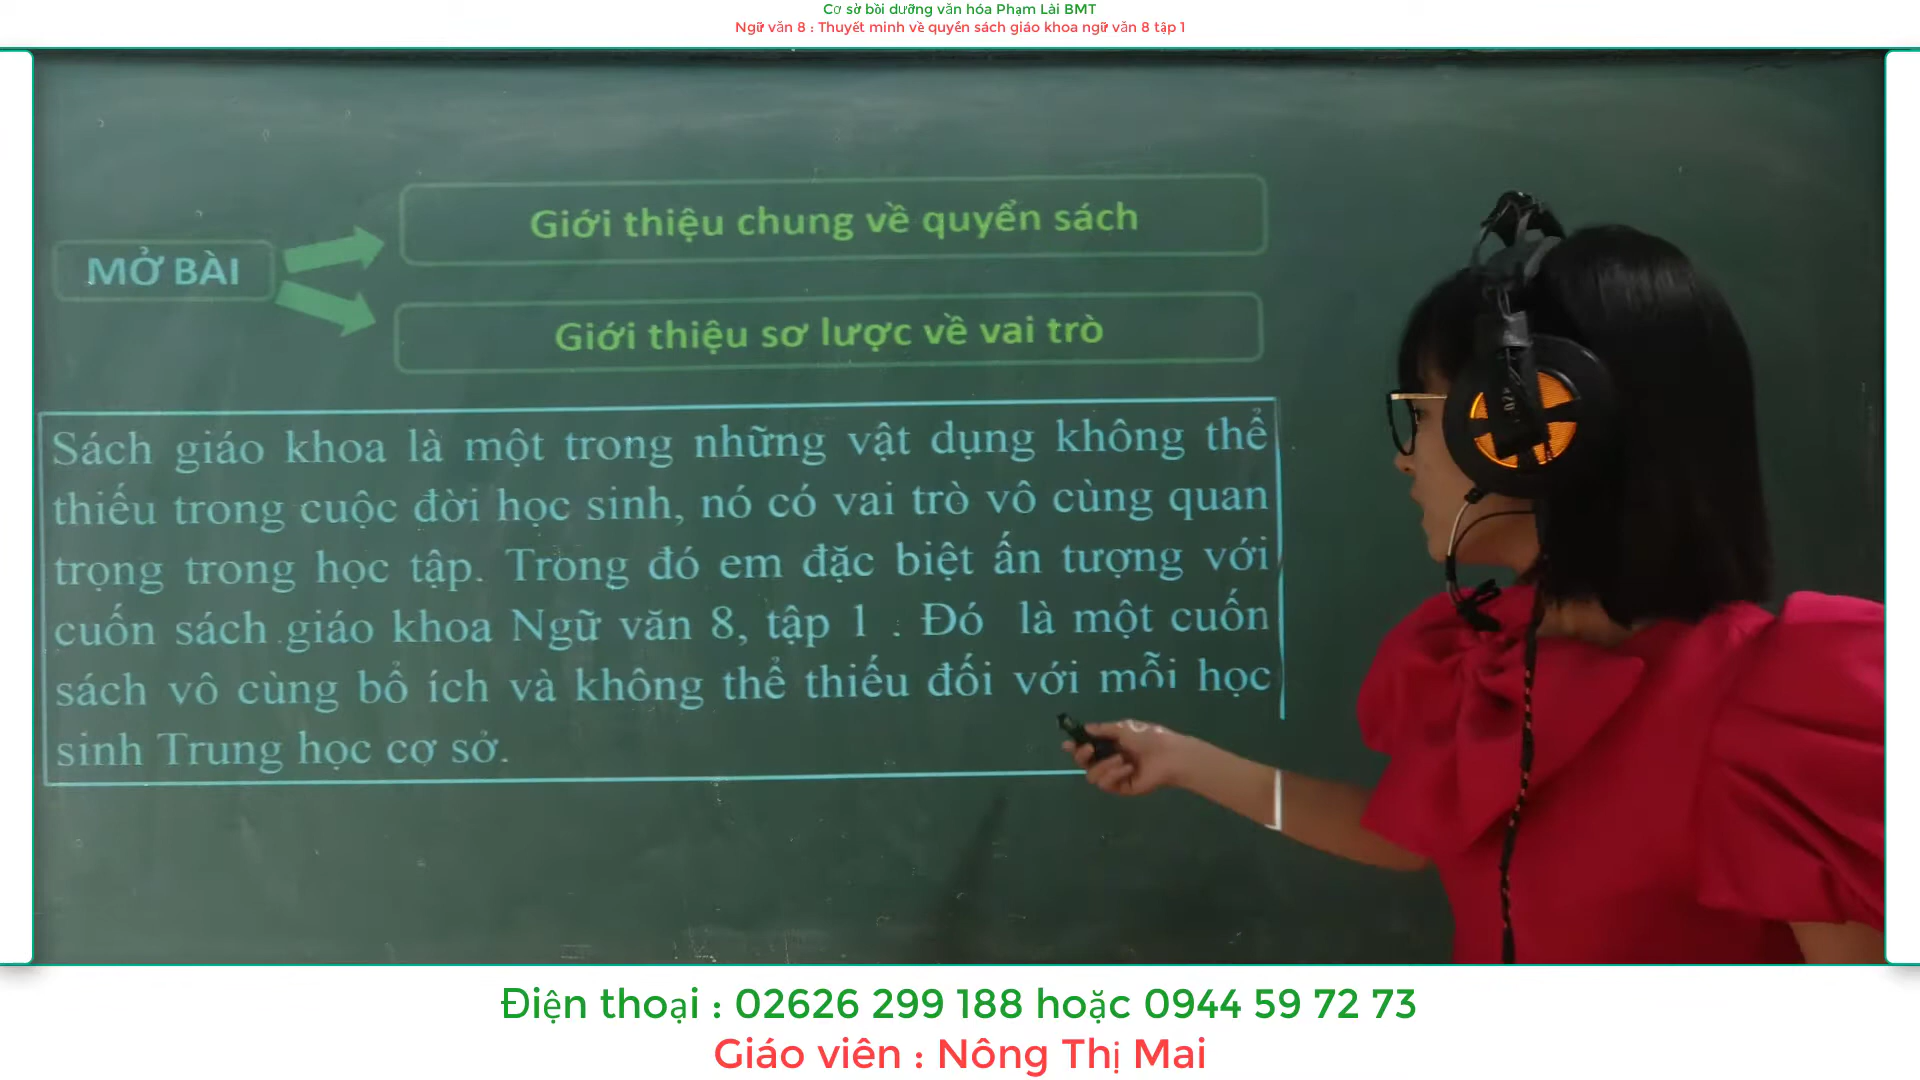 Cơ sở bồi dưỡng văn hóa Phạm Lài BMT
Ngữ văn 8 : Thuyết minh về quyển sách giáo khoa ngữ văn 8 tập 1
MỞ BÀI
Giới thiệu chung về quyển sách
Giới thiệu sơ lược về vai trò
Sách giáo khoa là một trong những vật dụng không thể
thiếu trong cuộc đời học sinh, nó có vai trò vô cùng quan
trọng trong học tập. Trong đó em đặc biệt ấn tượng với
cuốn sách giáo khoa Ngữ văn 8, tập 1 . Đó là một cuốn
sách vô cùng bổ ích và không thể thiếu đối với mỗi học
sinh Trung học cơ sở.
Điện thoại : 02626 299 188 hoặc 0944 59 72 73
Giáo viên : Nông Thị Mai